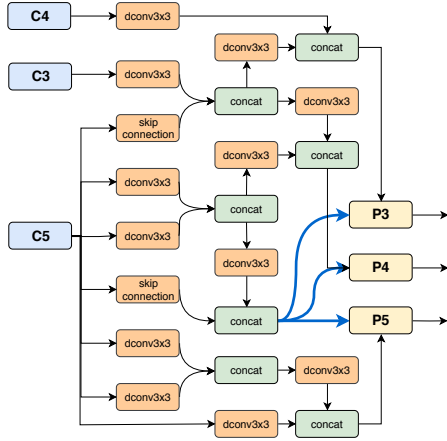 C4
dconv3x3
dconv3x3
concat
C3
dconv3x3
concat
dconv3x3
skip
connection
dconv3x3
concat
dconv3x3
concat
P3
C5
dconv3x3
dconv3x3
P4
skip
connection
concat
P5
dconv3x3
concat
dconv3x3
dconv3x3
dconv3x3
concat